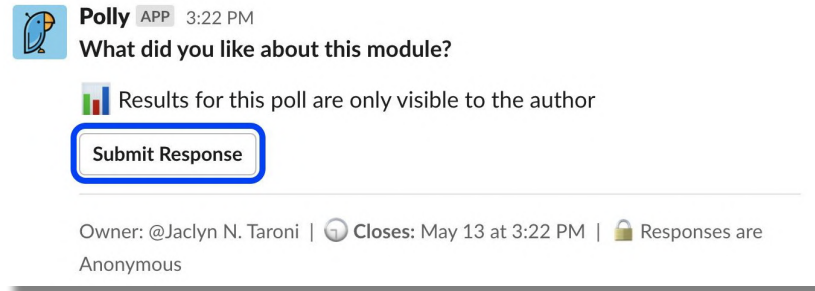 Polly APP 3:22 PM
What did you like about this module?
Results for this poll are only visible to the author
Submit Response
Owner: @Jaclyn N. Taroni | Closes: May 13 at 3:22 PM | Responses are
Anonymous